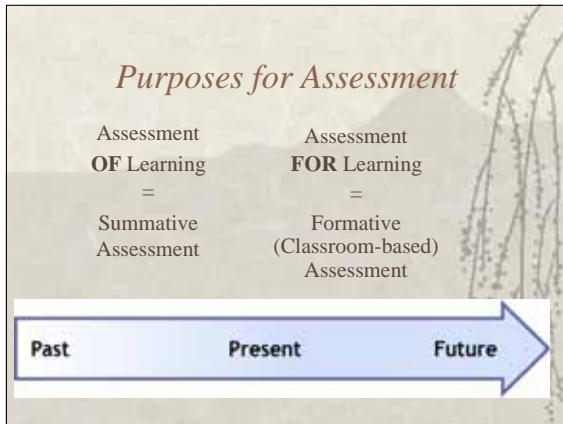 Purposes for Assessment
Assessment
OF Learning
=
Summative
Assessment
Assessment
FOR Learning
=
Formative
(Classroom-based)
Assessment
Past Present Future